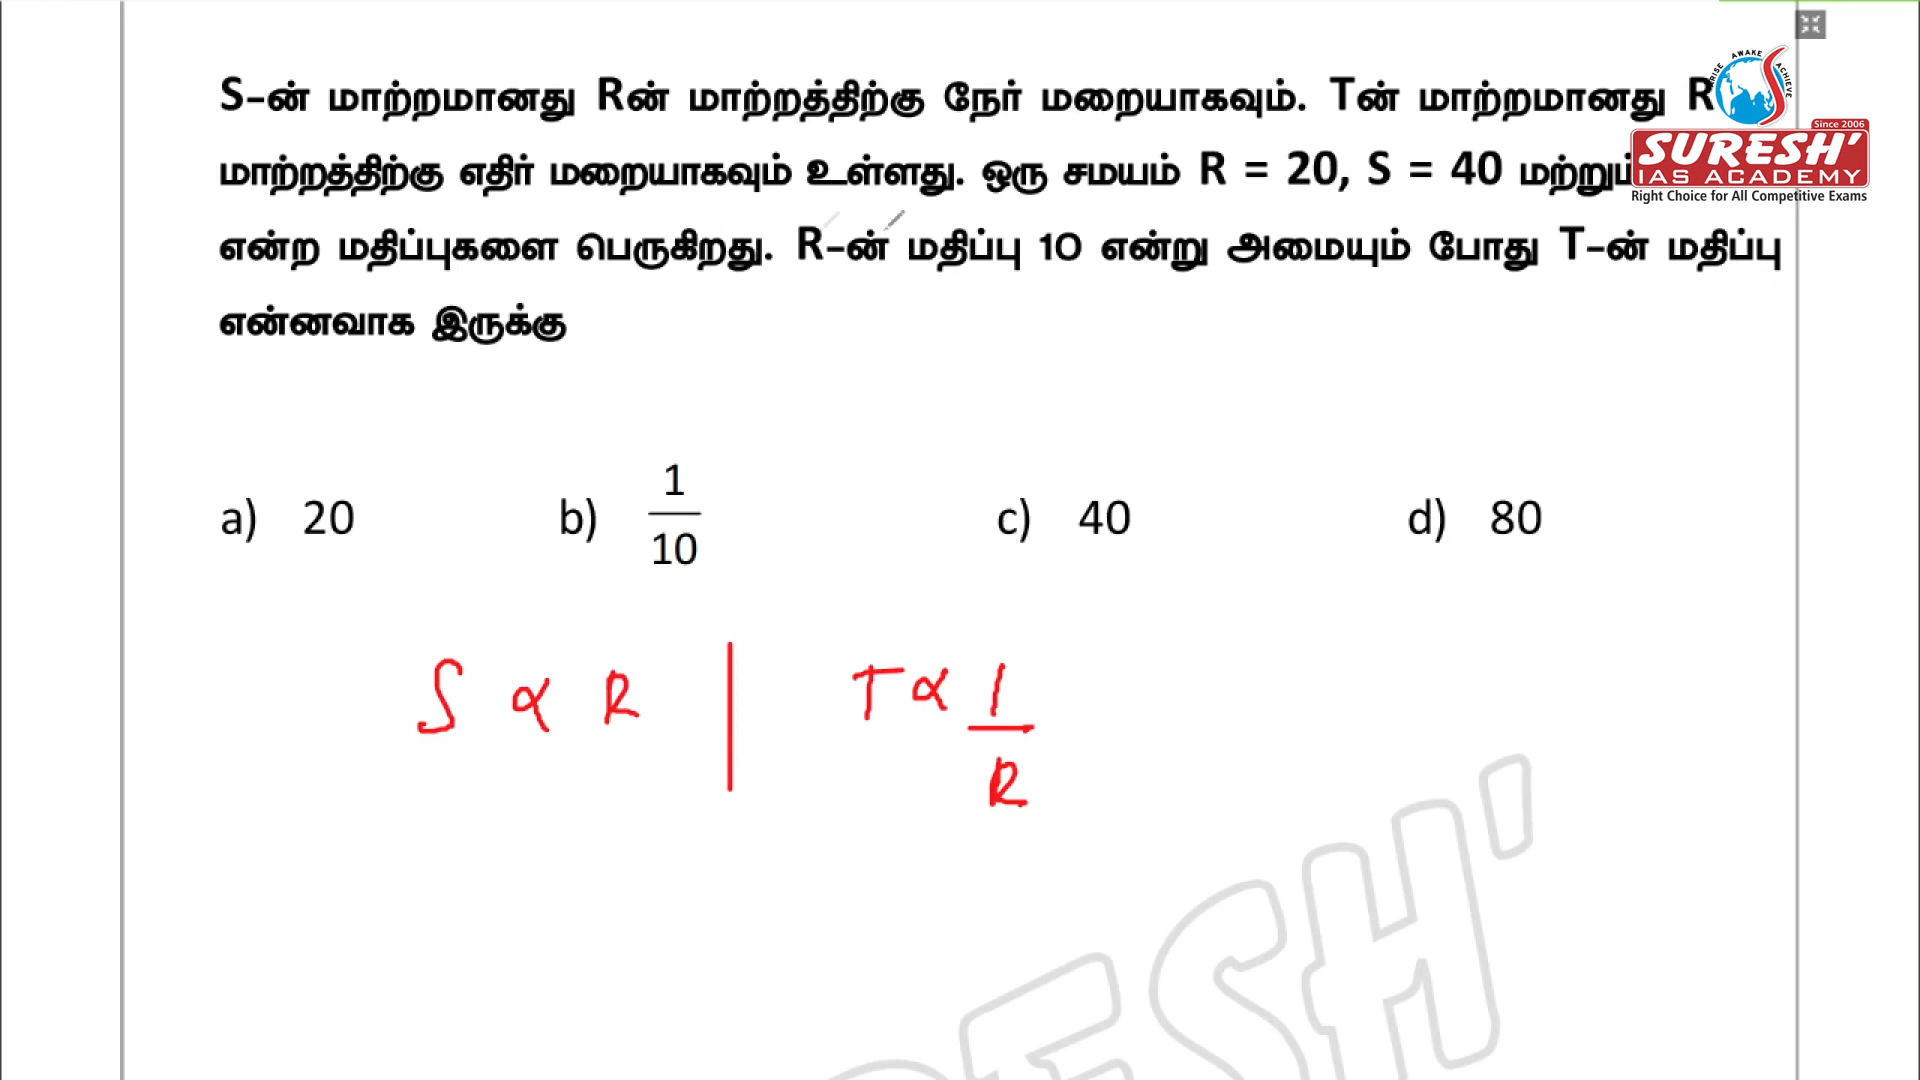 S-ன் மாற்றமானது Rன் மாற்றத்திற்கு நேர் மறையாகவும். Tன் மாற்றமானது R
மாற்றத்திற்கு எதிர் மறையாகவும் உள்ளது. ஒரு சமயம் R = 20, S = 40 மற்றும்
என்ற மதிப்புகளை பெருகிறது. R-ன் மதிப்பு 10 என்று அமையும் போது T-ன் மதிப்பு
என்னவாக இருக்கு
a) 20 b) 1/10 c) 40 d) 80
S ∝ R | T ∝ 1/R
RISE AWAKE ACHIEVE
Since 2006
SURESH'
IAS ACADEMY
Right Choice for All Competitive Exams
ESH'